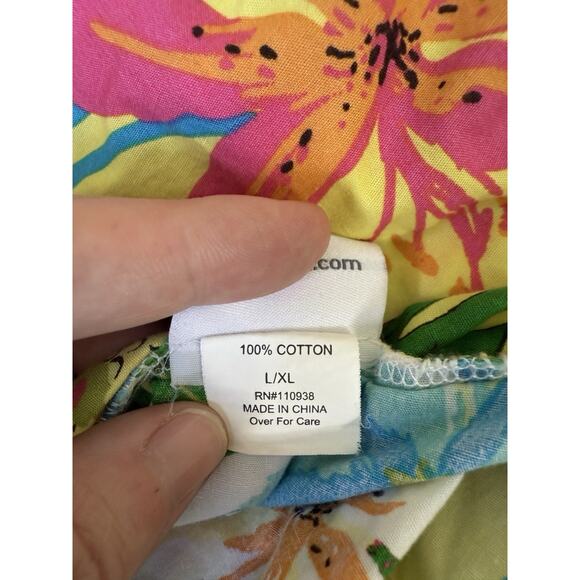 .com
100% COTTON
L/XL
RN#110938
MADE IN CHINA
Over For Care